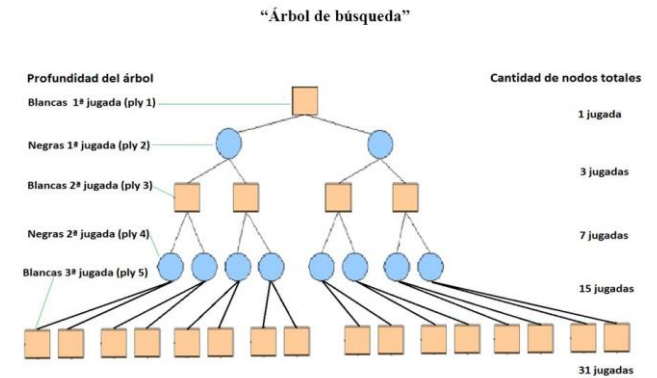 “Árbol de búsqueda”
Profundidad del árbol
Cantidad de nodos totales
Blancas 1ª jugada (ply 1)
1 jugada
Negras 1ª jugada (ply 2)
3 jugadas
Blancas 2ª jugada (ply 3)
7 jugadas
Negras 2ª jugada (ply 4)
Blancas 3ª jugada (ply 5)
15 jugadas
31 jugadas